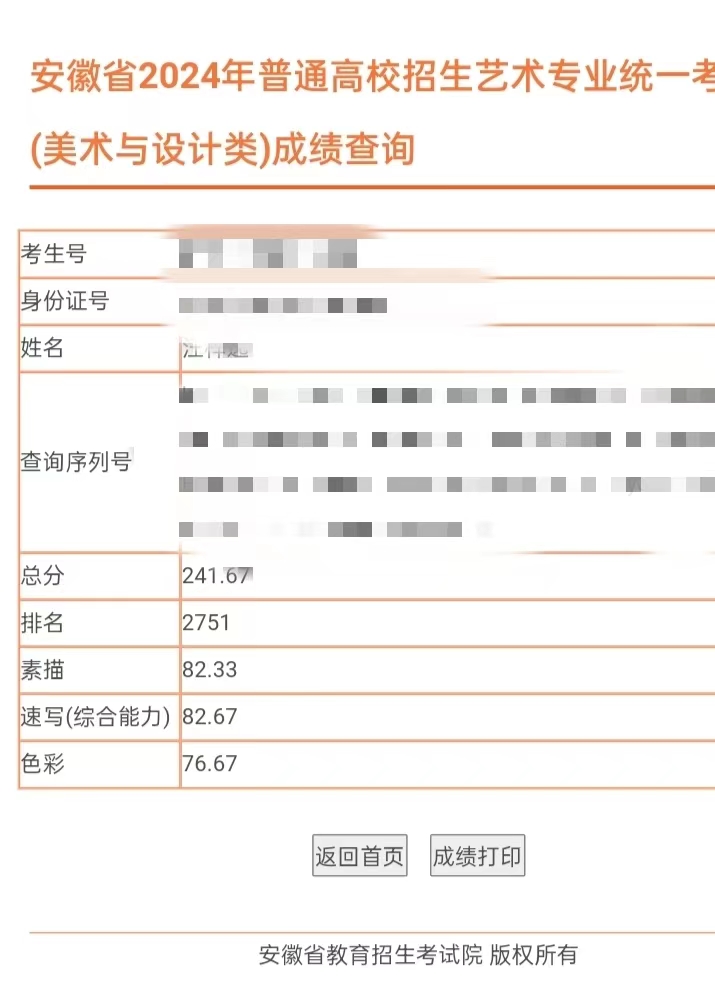 安徽省2024年普通高校招生艺术专业统一考
(美术与设计类)成绩查询
考生号
身份证号
姓名
查询序列号
总分 241.67
排名 2751
素描 82.33
速写(综合能力) 82.67
色彩 76.67
返回首页 成绩打印
安徽省教育招生考试院 版权所有